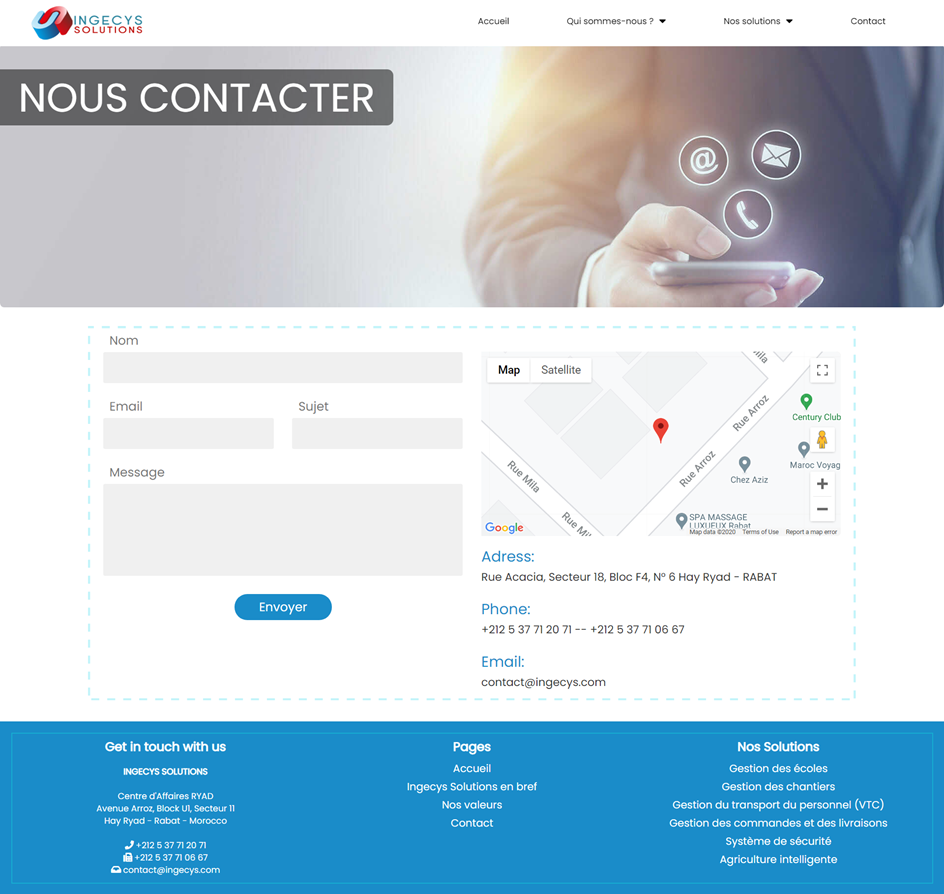 INGECYS
SOLUTIONS
Accueil
Qui sommes-nous ?
Nos solutions
Contact
NOUS CONTACTER
@
Nom
Email
Sujet
Message
Envoyer
Map
Satellite
Rue Arroz
Century Club
Maroc Voyag
Rue Mila
Rue Arroz
Chez Aziz
SPA MASSAGE
LUXUEUX Rabat
Google
Map data ©2020 Terms of Use Report a map error
Adress:
Rue Acacia, Secteur 18, Bloc F4, N° 6 Hay Ryad - RABAT
Phone:
+212 5 37 71 20 71 -- +212 5 37 71 06 67
Email:
contact@ingecys.com
Get in touch with us
INGECYS SOLUTIONS
Centre d'Affaires RYAD
Avenue Arroz, Block U1, Secteur 11
Hay Ryad - Rabat - Morocco
+212 5 37 71 20 71
+212 5 37 71 06 67
contact@ingecys.com
Pages
Accueil
Ingecys Solutions en bref
Nos valeurs
Contact
Nos Solutions
Gestion des écoles
Gestion des chantiers
Gestion du transport du personnel (VTC)
Gestion des commandes et des livraisons
Système de sécurité
Agriculture intelligente